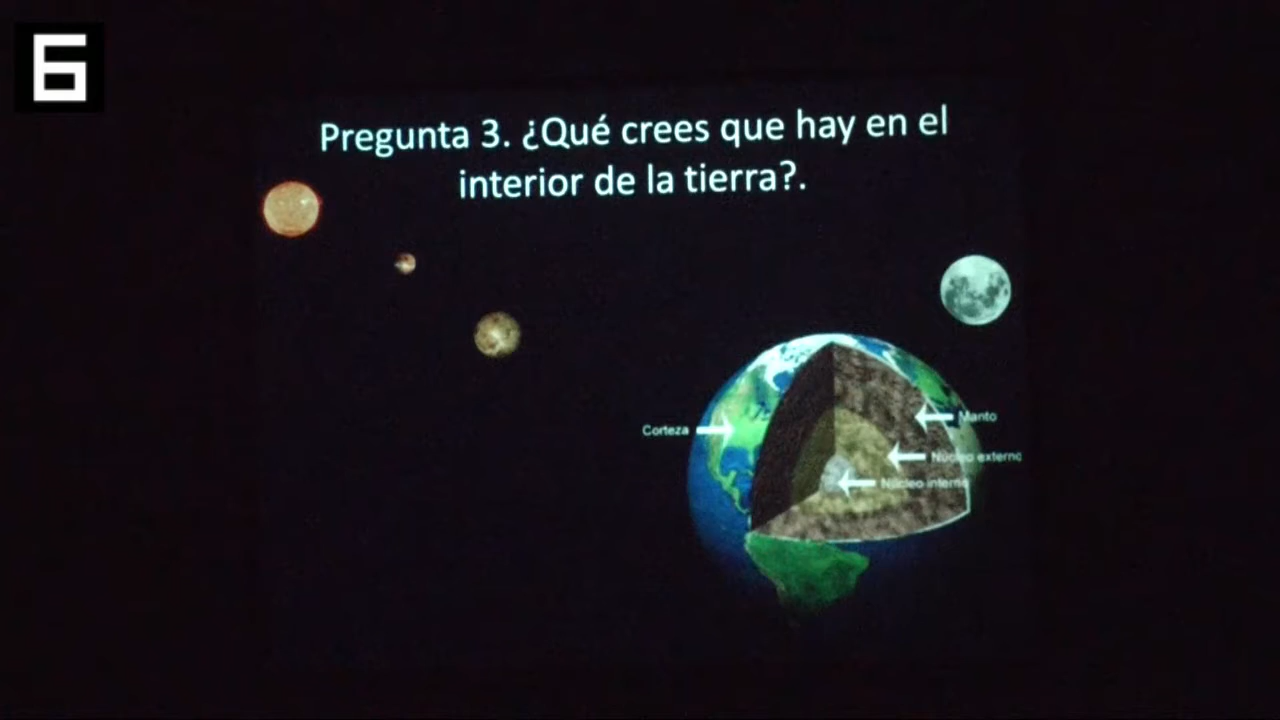 6
Pregunta 3. ¿Qué crees que hay en el
interior de la tierra?.
Corteza
Manto
Núcleo externo
Núcleo interno